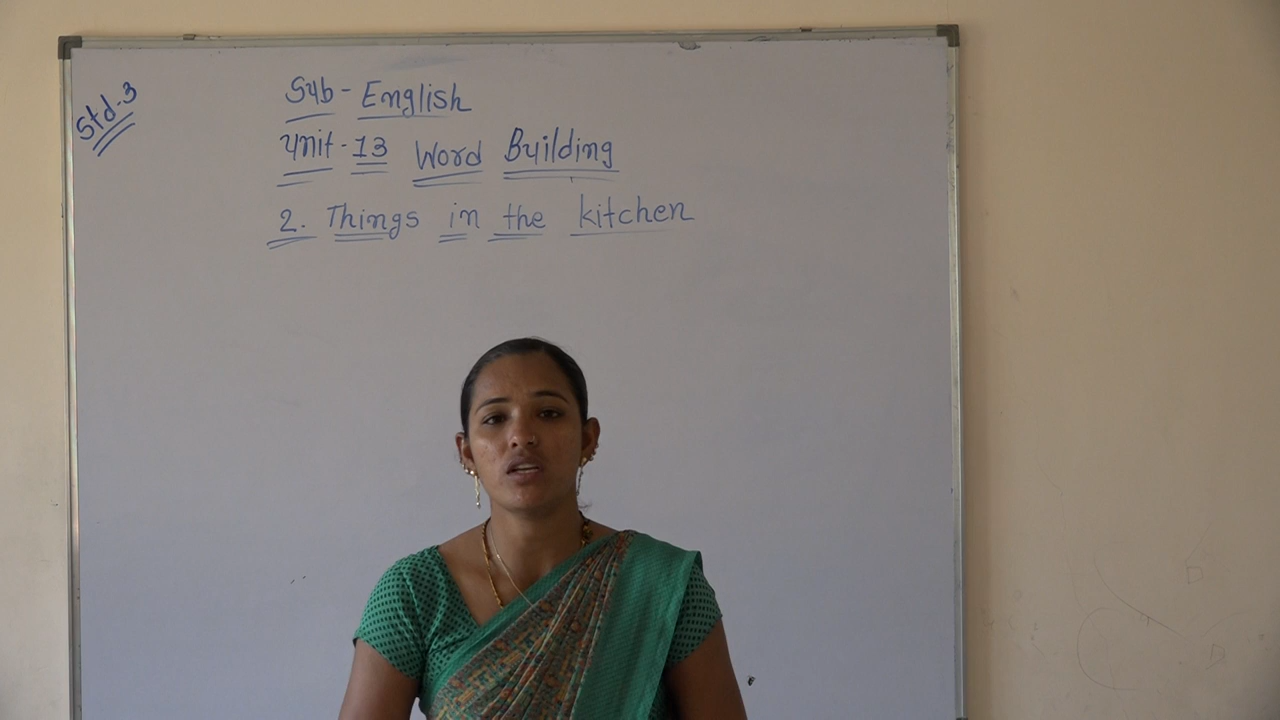 Std-3
Sub - English
Unit - 13 Word Building
2. Things in the kitchen